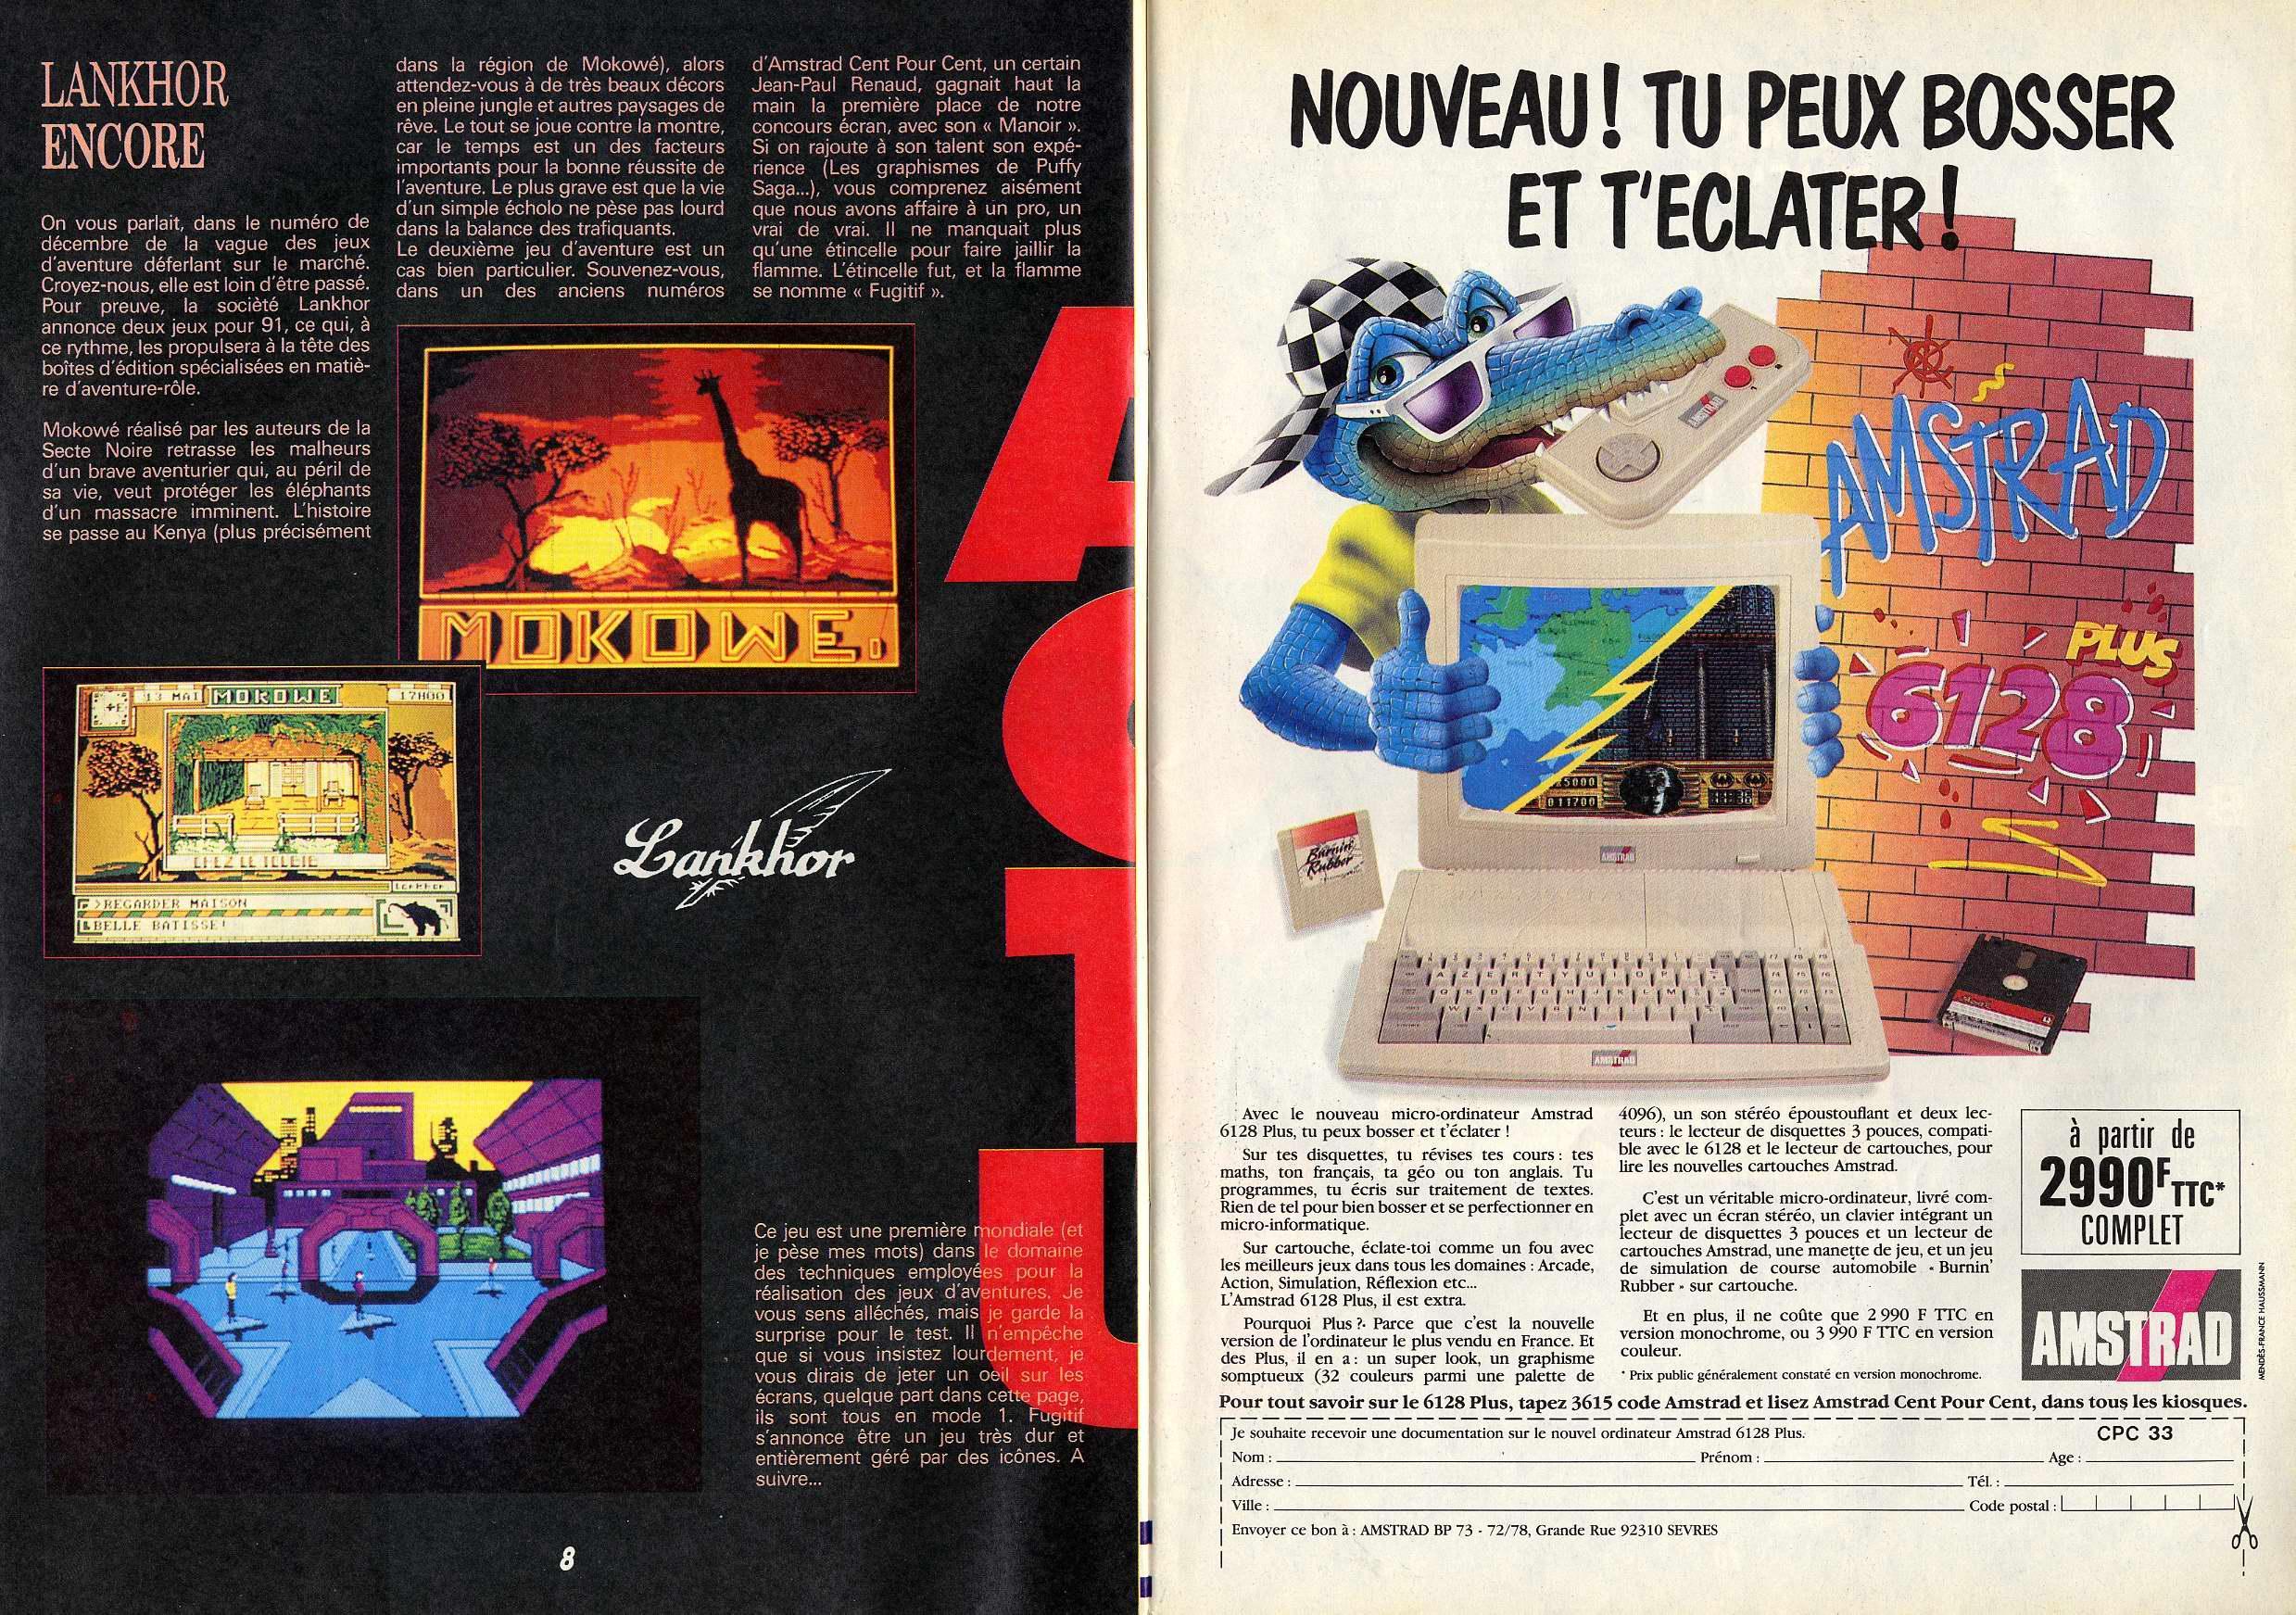 LANKHOR
ENCORE
On vous parlait, dans le numéro de
décembre de la vague des jeux
d'aventure déferlant sur le marché.
Croyez-nous, elle est loin d'être passé.
Pour preuve, la socièté Lankhor
annonce deux jeux pour 91, ce qui, à
ce rythme, les propulsera à la tête des
boîtes d'édition spécialisées en matiè-
re d'aventure-rôle.
Mokowé réalisé par les auteurs de la
Secte Noire retrasse les malheurs
d'un brave aventurier qui, au péril de
sa vie, veut protéger les éléphants
d'un massacre imminent. L'histoire
se passe au Kenya (plus précisément
dans la région de Mokowé), alors
attendez-vous à de très beaux décors
en pleine jungle et autres paysages de
rêve. Le tout se joue contre la montre,
car le temps est un des facteurs
importants pour la bonne réussite de
l'aventure. Le plus grave est que la vie
d'un simple écholo ne pèse pas lourd
dans la balance des trafiquants.
Le deuxième jeu d'aventure est un
cas bien particulier. Souvenez-vous,
dans un des anciens numéros
d'Amstrad Cent Pour Cent, un certain
Jean-Paul Renaud, gagnait haut la
main la première place de notre
concours écran, avec son « Manoir ».
Si on rajoute à son talent son expé-
rience (Les graphismes de Puffy
Saga...), vous comprenez aisément
que nous avons affaire à un pro, un
vrai de vrai. Il ne manquait plus
qu'une étincelle pour faire jaillir la
flamme. L'étincelle fut, et la flamme
se nomme « Fugitif ».
MOKOWE.
13 MAI MOKOWE 17H00
Lankhor
>REGARDER MAISON
BELLE BATISSE!
Lankhor
A
C
T
U
Ce jeu est une première mondiale (et
je pèse mes mots) dans le domaine
des techniques employées pour la
réalisation des jeux d'aventures. Je
vous sens alléchés, mais je garde la
surprise pour le test. Il n'empêche
que si vous insistez lourdement, je
vous dirais de jeter un oeil sur les
écrans, quelque part dans cette page,
ils sont tous en mode 1. Fugitif
s'annonce être un jeu très dur et
entièrement géré par des icônes. A
suivre...
8
NOUVEAU! TU PEUX BOSSER
ET T'ECLATER!
AMSTRAD
AMSTRAD
PLUS
6128
011700
Burnin'
Rubber
AMSTRAD
AMSTRAD
Avec le nouveau micro-ordinateur Amstrad
6128 Plus, tu peux bosser et t'éclater !
Sur tes disquettes, tu révises tes cours : tes
maths, ton français, ta géo ou ton anglais. Tu
programmes, tu écris sur traitement de textes.
Rien de tel pour bien bosser et se perfectionner en
micro-informatique.
Sur cartouche, éclate-toi comme un fou avec
les meilleurs jeux dans tous les domaines : Arcade,
Action, Simulation, Réflexion etc...
L'Amstrad 6128 Plus, il est extra.
Pourquoi Plus ? Parce que c'est la nouvelle
version de l'ordinateur le plus vendu en France. Et
des Plus, il en a : un super look, un graphisme
somptueux (32 couleurs parmi une palette de
4096), un son stéréo époustouflant et deux lec-
teurs : le lecteur de disquettes 3 pouces, compati-
ble avec le 6128 et le lecteur de cartouches, pour
lire les nouvelles cartouches Amstrad.
C'est un véritable micro-ordinateur, livré com-
plet avec un écran stéréo, un clavier intégrant un
lecteur de disquettes 3 pouces et un lecteur de
cartouches Amstrad, une manette de jeu, et un jeu
de simulation de course automobile « Burnin'
Rubber » sur cartouche.
Et en plus, il ne coûte que 2 990 F TTC en
version monochrome, ou 3 990 F TTC en version
couleur.
* Prix public généralement constaté en version monochrome.
à partir de
2990F TTC*
COMPLET
AMSTRAD
MENDÈS-FRANCE HAUSSMANN
Pour tout savoir sur le 6128 Plus, tapez 3615 code Amstrad et lisez Amstrad Cent Pour Cent, dans tous les kiosques.
Je souhaite recevoir une documentation sur le nouvel ordinateur Amstrad 6128 Plus. CPC 33
Nom : Prénom : Age :
Adresse : Tél. :
Ville : Code postal :
Envoyer ce bon à : AMSTRAD BP 73 - 72/78, Grande Rue 92310 SEVRES